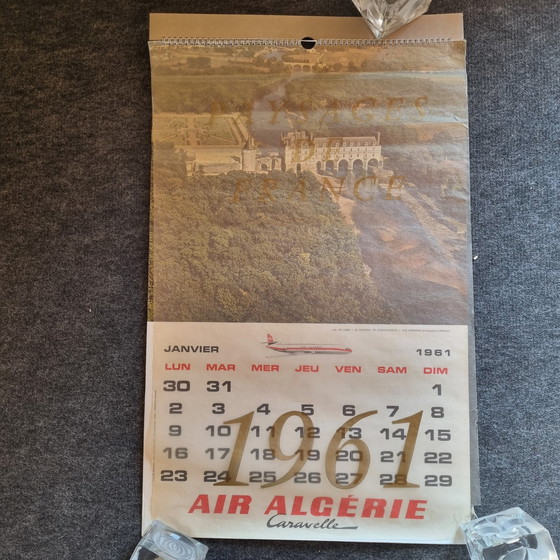 PAYSAGES
DE
FRANCE
JANVIER 1961
LUN MAR MER JEU VEN SAM DIM
30 31 1
2 3 4 5 6 7 8
9 10 11 12 13 14 15
16 17 18 19 20 21 22
23 24 25 26 27 28 29
1961
AIR ALGÉRIE
Caravelle